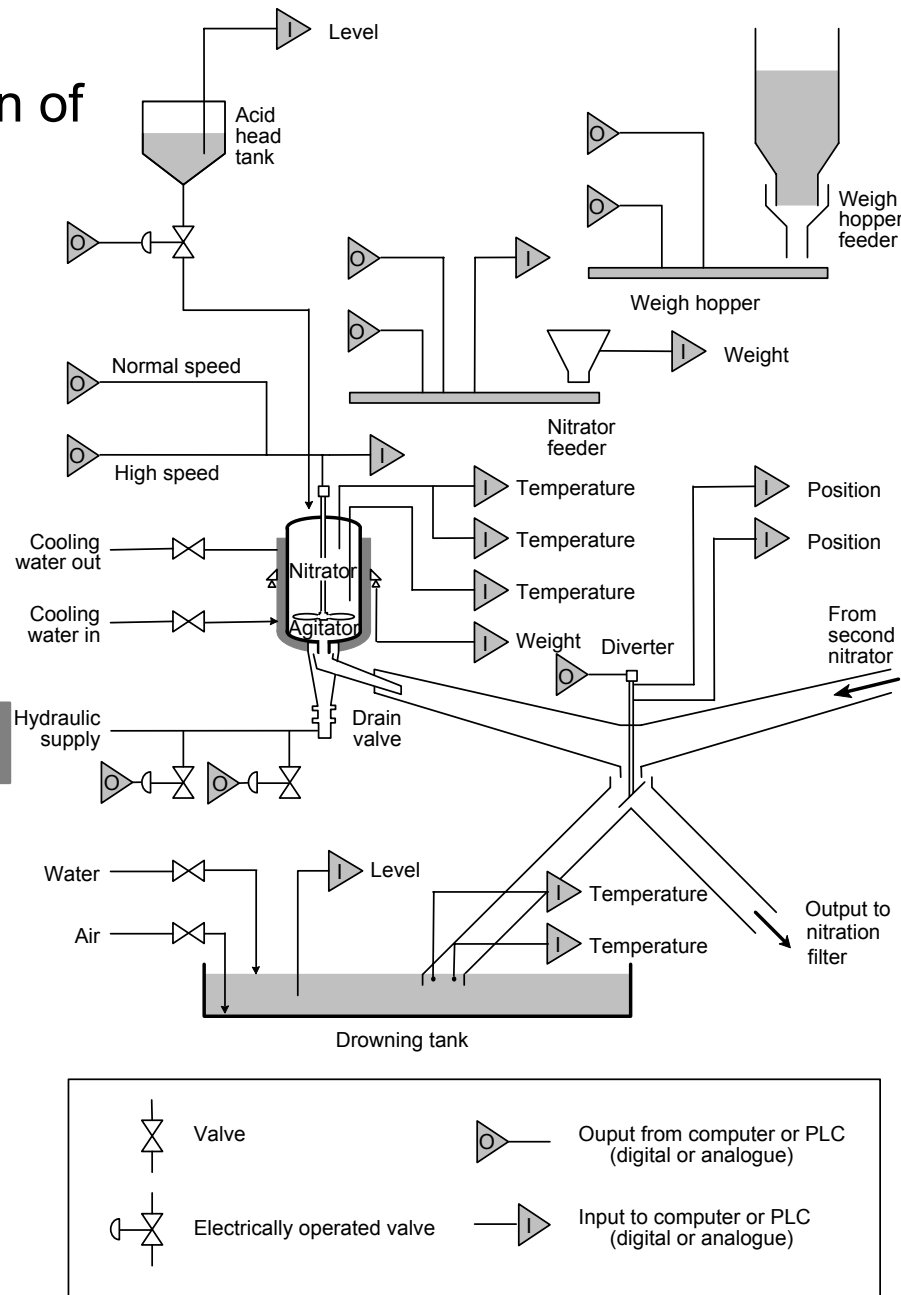 n of
I
Level
Acid
head
tank
O
O
O
Weigh
hopper
feeder
O
I
Weigh hopper
O
I
Weight
Normal speed
O
Nitrator
feeder
O
High speed
I
I
Temperature
I
Position
I
Temperature
I
Position
Cooling
water out
Nitrator
I
Temperature
Cooling
water in
Agitator
I
Weight
Diverter
From
second
nitrator
O
Hydraulic
supply
Drain
valve
O
O
Water
I
Level
I
Temperature
Air
I
Temperature
Output to
nitration
filter
Drowning tank
Valve
O
Ouput from computer or PLC
(digital or analogue)
Electrically operated valve
I
Input to computer or PLC
(digital or analogue)